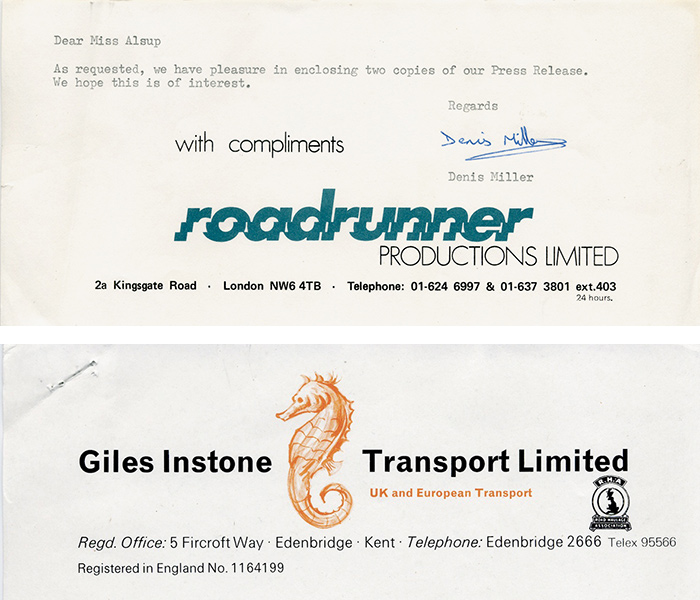 Dear Miss Alsup
As requested, we have pleasure in enclosing two copies of our Press Release.
We hope this is of interest.
Regards
Denis Miller
Denis Miller
with compliments
roadrunner
PRODUCTIONS LIMITED
2a Kingsgate Road · London NW6 4TB · Telephone: 01-624 6997 & 01-637 3801 ext.403
24 hours.
Giles Instone Transport Limited
UK and European Transport
R.H.A
ROAD HAULAGE
ASSOCIATION
Regd. Office: 5 Fircroft Way · Edenbridge · Kent · Telephone: Edenbridge 2666 Telex 95566
Registered in England No. 1164199